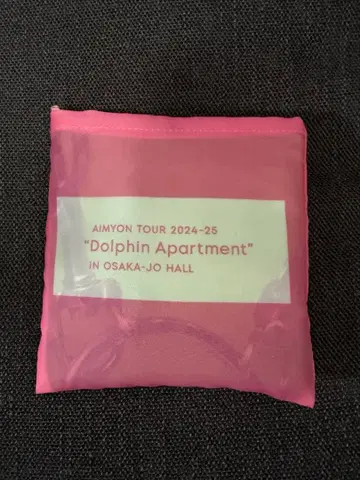 AIMYON TOUR 2024-25
"Dolphin Apartment"
iN OSAKA-JO HALL